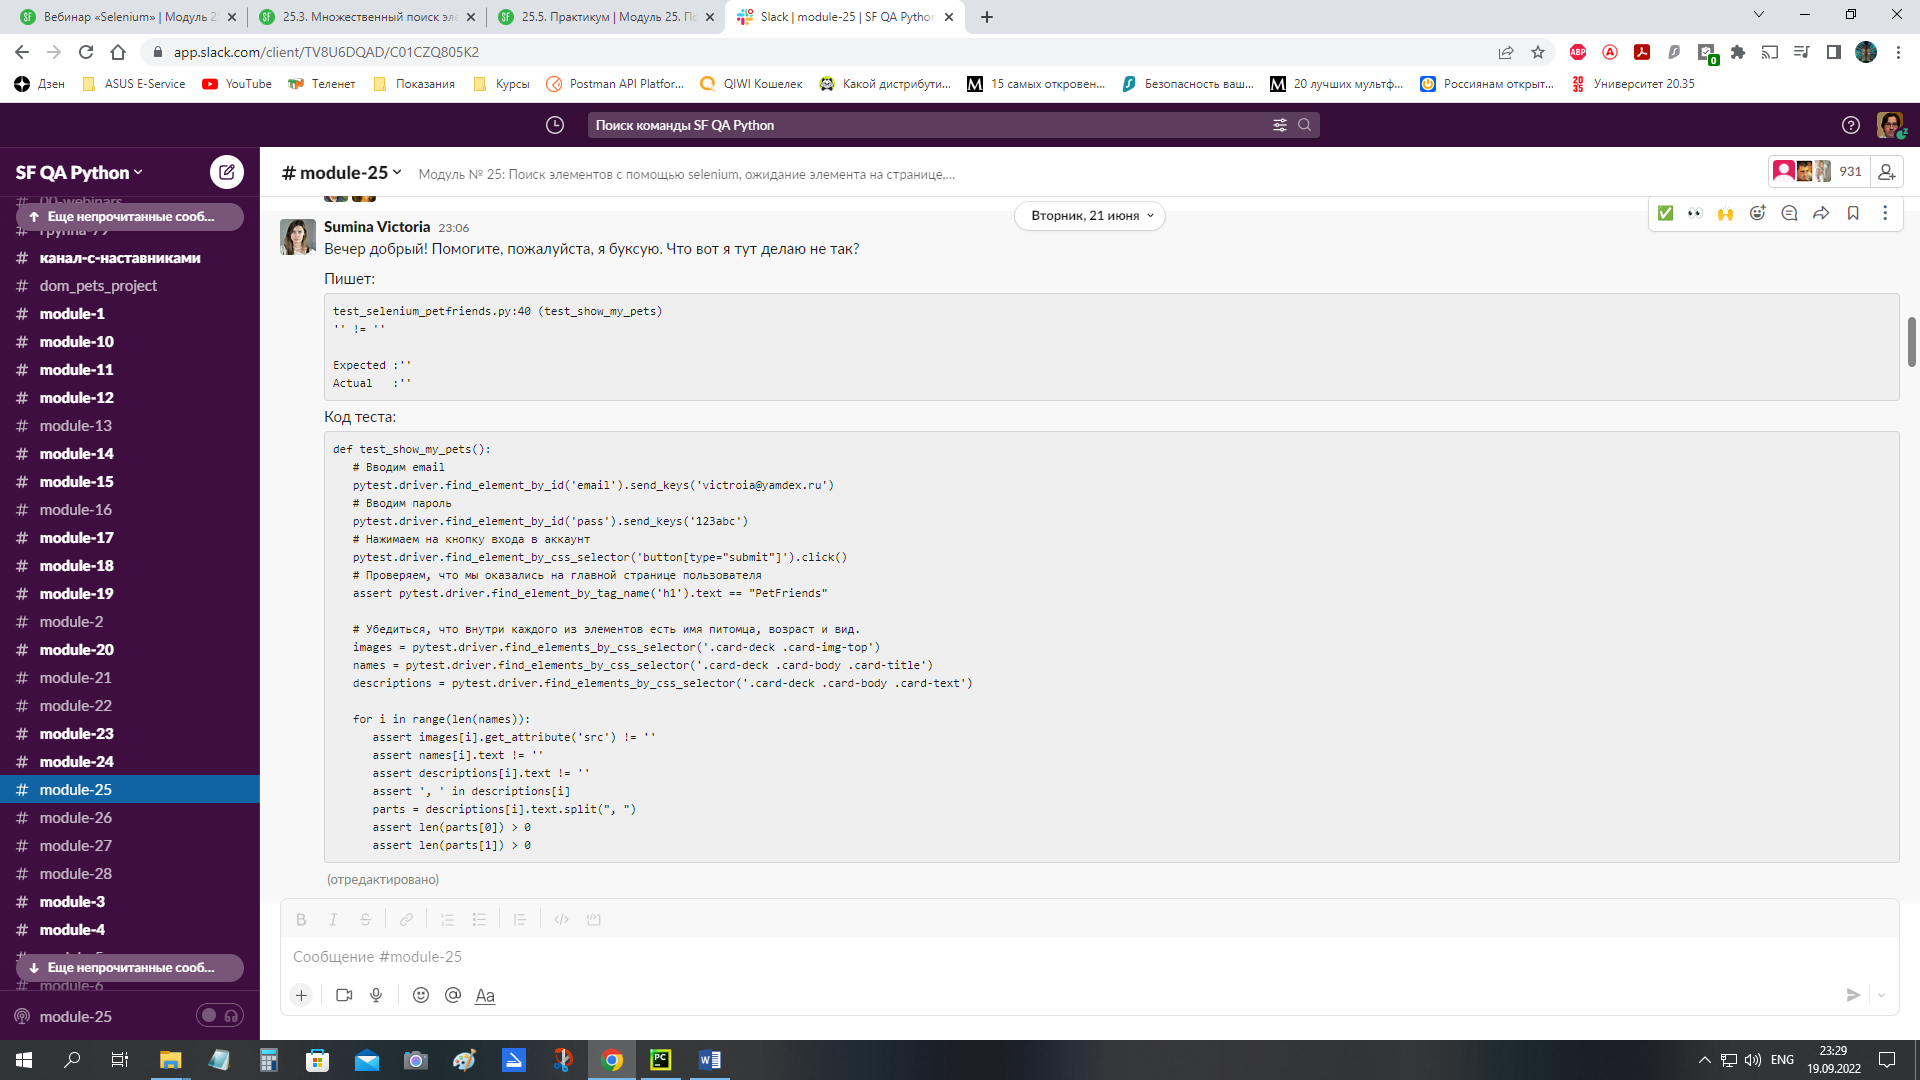 Вебинар «Selenium» | Модуль 2
25.3. Множественный поиск эле
25.5. Практикум | Модуль 25. По
Slack | module-25 | SF QA Python
app.slack.com/client/TV8U6DQAD/C01CZQ805K2
Дзен
ASUS E-Service
YouTube
Теленет
Показания
Курсы
Postman API Platfor...
QIWI Кошелек
Какой дистрибути...
15 самых откровен...
Безопасность ваш...
20 лучших мультф...
Россиянам открыт...
Университет 20.35
Поиск команды SF QA Python
SF QA Python
# module-25
Модуль № 25: Поиск элементов с помощью selenium, ожидание элемента на странице,...
931
# 00-webinars
Еще непрочитанные сооб...
# канал-с-наставниками
# dom_pets_project
# module-1
# module-10
# module-11
# module-12
# module-13
# module-14
# module-15
# module-16
# module-17
# module-18
# module-19
# module-2
# module-20
# module-21
# module-22
# module-23
# module-24
# module-25
# module-26
# module-27
# module-28
# module-3
# module-4
Еще непрочитанные сооб...
# module-6
module-25
Вторник, 21 июня
Sumina Victoria 23:06
Вечер добрый! Помогите, пожалуйста, я буксую. Что вот я тут делаю не так?
Пишет:
test_selenium_petfriends.py:40 (test_show_my_pets)
'' != ''
Expected :''
Actual   :''
Код теста:
def test_show_my_pets():
# Вводим email
pytest.driver.find_element_by_id('email').send_keys('victroia@yamdex.ru')
# Вводим пароль
pytest.driver.find_element_by_id('pass').send_keys('123abc')
# Нажимаем на кнопку входа в аккаунт
pytest.driver.find_element_by_css_selector('button[type="submit"]').click()
# Проверяем, что мы оказались на главной странице пользователя
assert pytest.driver.find_element_by_tag_name('h1').text == "PetFriends"
# Убедиться, что внутри каждого из элементов есть имя питомца, возраст и вид.
images = pytest.driver.find_elements_by_css_selector('.card-deck .card-img-top')
names = pytest.driver.find_elements_by_css_selector('.card-deck .card-body .card-title')
descriptions = pytest.driver.find_elements_by_css_selector('.card-deck .card-body .card-text')
for i in range(len(names)):
assert images[i].get_attribute('src') != ''
assert names[i].text != ''
assert descriptions[i].text != ''
assert ', ' in descriptions[i]
parts = descriptions[i].text.split(", ")
assert len(parts[0]) > 0
assert len(parts[1]) > 0
(отредактировано)
Сообщение #module-25
Aa
ENG
23:29
19.09.2022